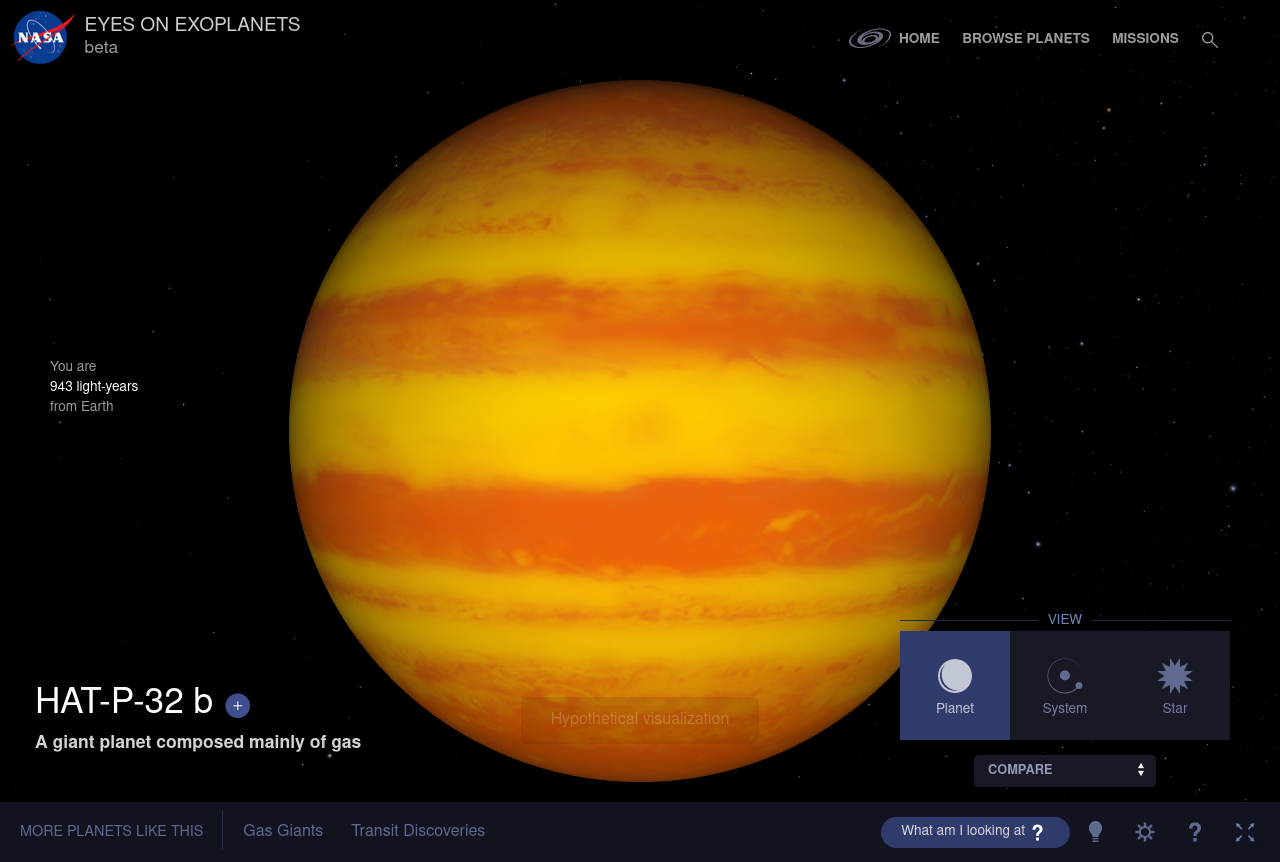 NASA
EYES ON EXOPLANETS
beta
HOME
BROWSE PLANETS
MISSIONS
You are
943 light-years
from Earth
VIEW
Planet
System
Star
HAT-P-32 b +
A giant planet composed mainly of gas
Hypothetical visualization
COMPARE
MORE PLANETS LIKE THIS
Gas Giants
Transit Discoveries
What am I looking at ?
?